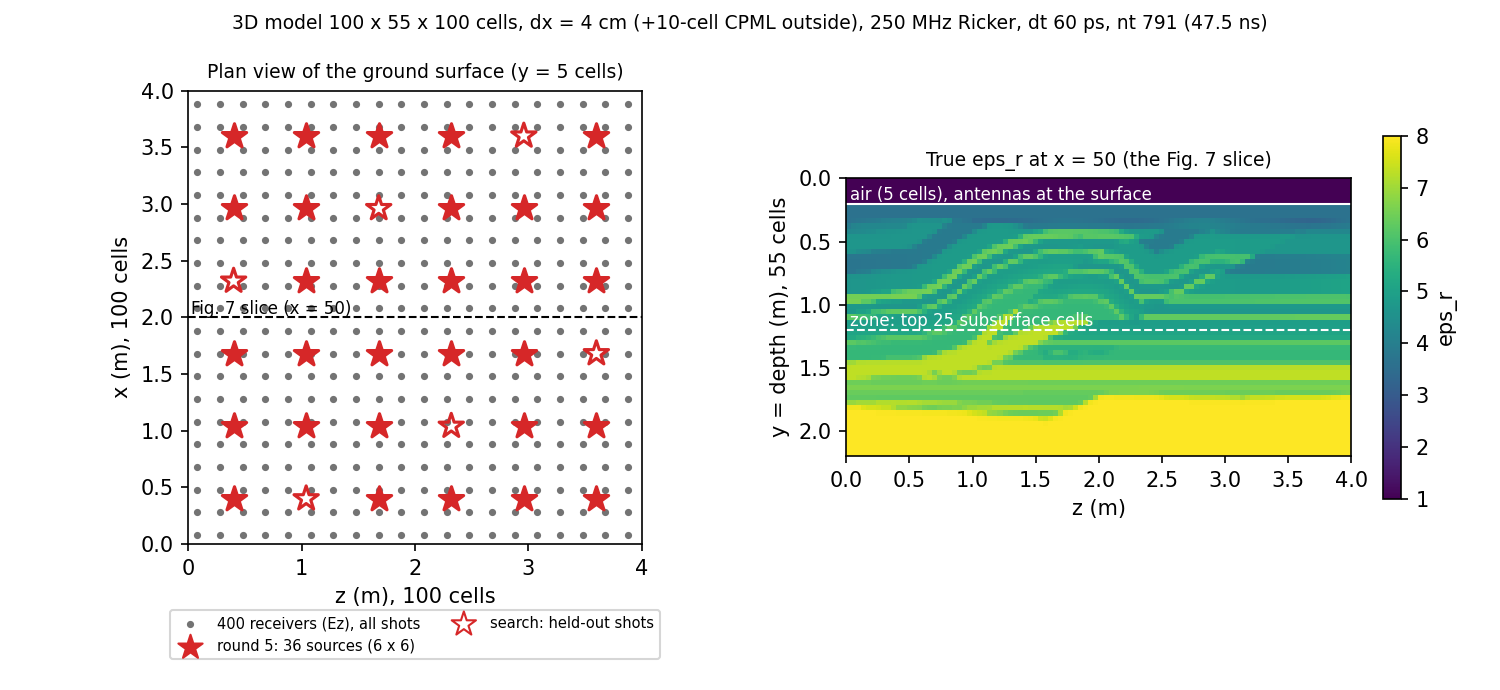 3D model 100 x 55 x 100 cells, dx = 4 cm (+10-cell CPML outside), 250 MHz Ricker, dt 60 ps, nt 791 (47.5 ns)
Plan view of the ground surface (y = 5 cells)
4.0
3.5
3.0
2.5
2.0
1.5
1.0
0.5
0.0
x (m), 100 cells
Fig. 7 slice (x = 50)
0
1
2
3
4
z (m), 100 cells
400 receivers (Ez), all shots
round 5: 36 sources (6 x 6)
search: held-out shots
True eps_r at x = 50 (the Fig. 7 slice)
0.0
0.5
1.0
1.5
2.0
y = depth (m), 55 cells
air (5 cells), antennas at the surface
zone: top 25 subsurface cells
0.0
0.5
1.0
1.5
2.0
2.5
3.0
3.5
4.0
z (m)
8
7
6
5
4
3
2
1
eps_r